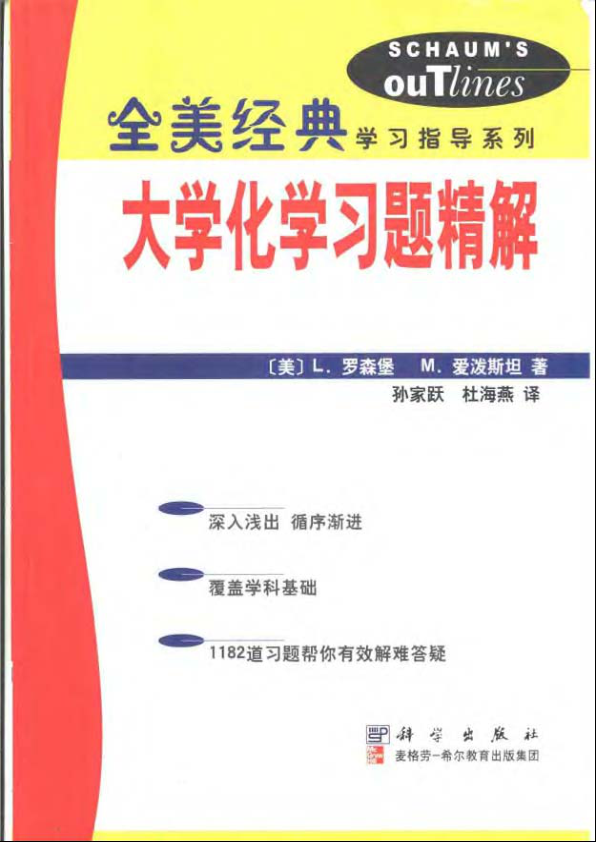 SCHAUM'S
ouTlines
全美经典 学习指导系列
大学化学习题精解
〔美〕L. 罗森堡 M. 爱泼斯坦 著
孙家跃 杜海燕 译
深入浅出 循序渐进
覆盖学科基础
1182道习题帮你有效解难答疑
科学出版社
麦格劳-希尔教育出版集团